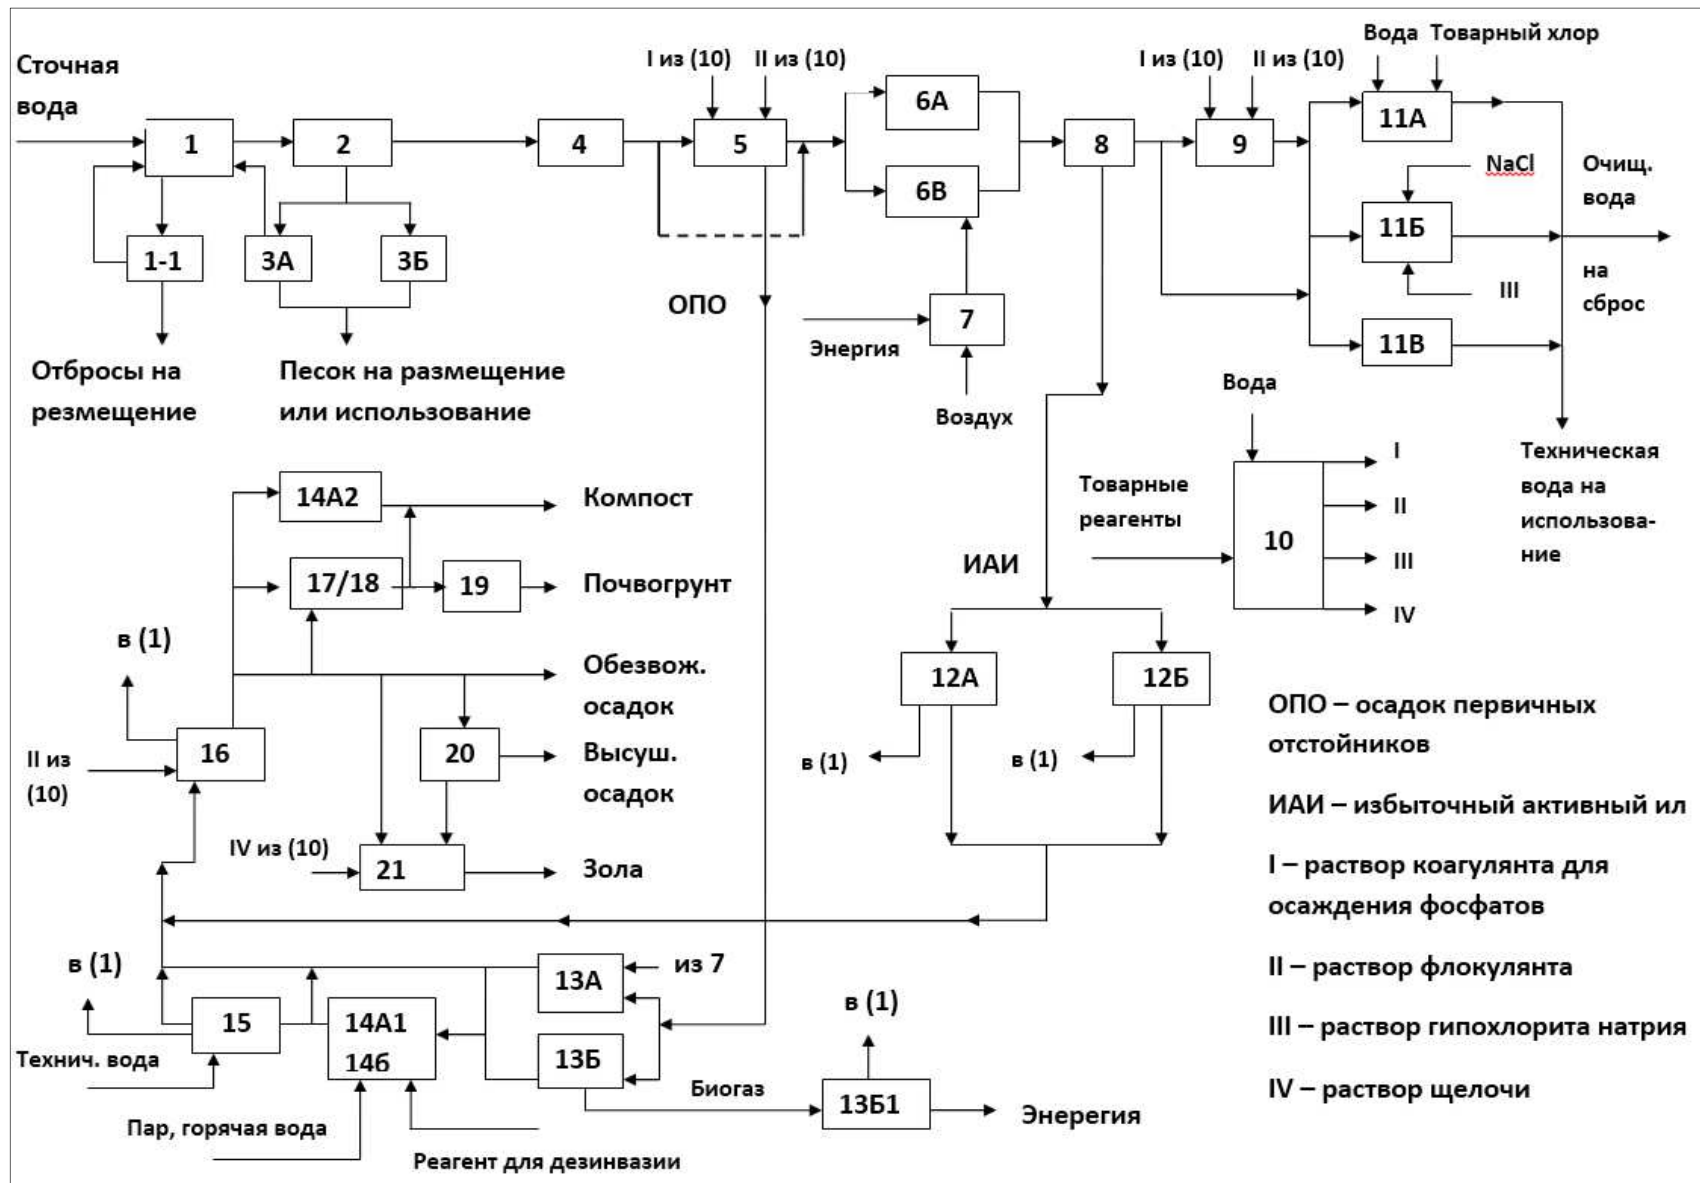 Сточная
вода
1
2
4
I из (10)
II из (10)
5
6А
6В
8
I из (10)
II из (10)
9
Вода
Товарный хлор
11А
NaCl
11Б
III
11В
Очищ.
вода
на
сброс
1-1
3А
3Б
ОПО
7
Энергия
Воздух
Отбросы на
резмещение
Песок на размещение
или использование
Вода
Товарные
реагенты
10
I
II
III
IV
Техническая
вода на
использова-
ние
14А2
Компост
17/18
19
Почвогрунт
ИАИ
в (1)
Обезвож.
осадок
12А
12Б
16
II из
(10)
20
Высуш.
осадок
в (1)
в (1)
IV из (10)
21
Зола
ОПО – осадок первичных
отстойников
ИАИ – избыточный активный ил
I – раствор коагулянта для
осаждения фосфатов
II – раствор флокулянта
III – раствор гипохлорита натрия
IV – раствор щелочи
в (1)
13А
из 7
15
14А1
14б
13Б
в (1)
Технич. вода
Биогаз
13Б1
Энерегия
Пар, горячая вода
Реагент для дезинвазии